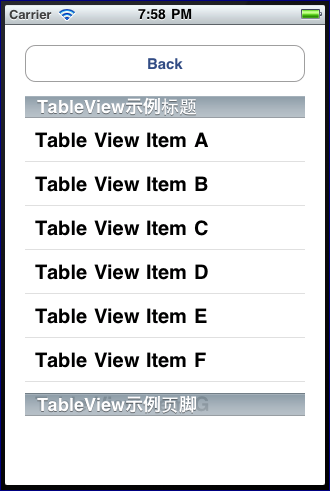 Carrier 7:58 PM
Back
TableView示例标题
Table View Item A
Table View Item B
Table View Item C
Table View Item D
Table View Item E
Table View Item F
TableView示例页脚G